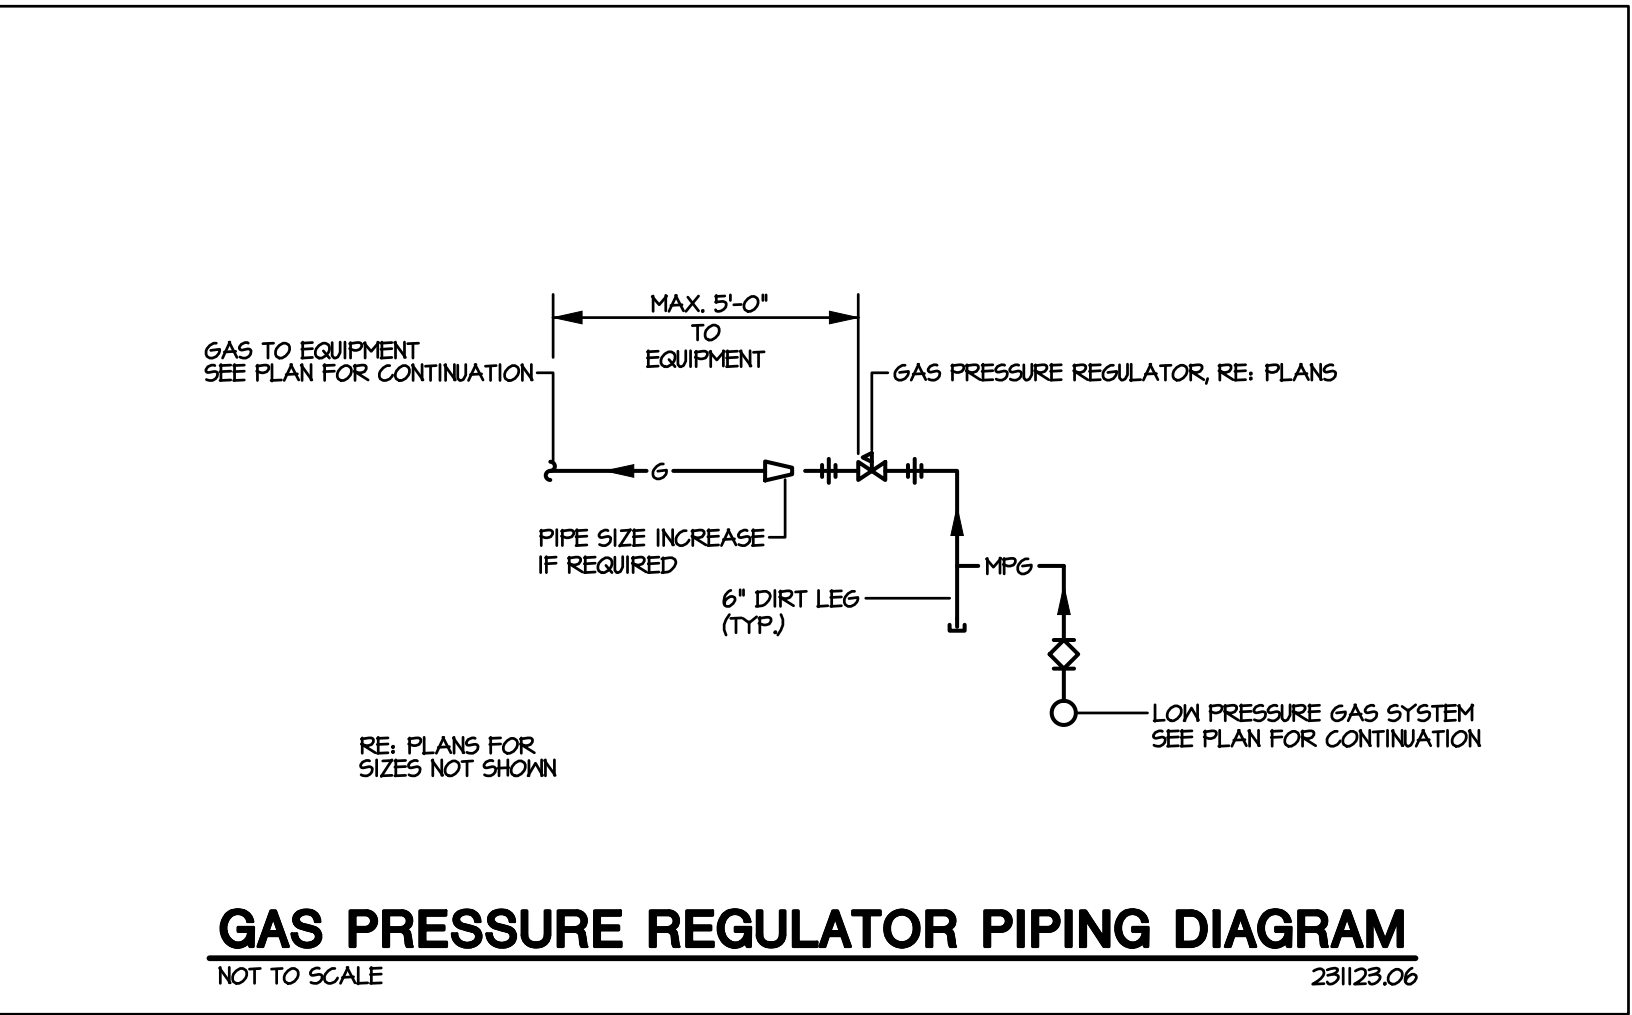 MAX. 5'-0"
TO
EQUIPMENT
GAS TO EQUIPMENT
SEE PLAN FOR CONTINUATION
GAS PRESSURE REGULATOR, RE: PLANS
G
PIPE SIZE INCREASE
IF REQUIRED
MPG
6" DIRT LEG
(TYP.)
LOW PRESSURE GAS SYSTEM
SEE PLAN FOR CONTINUATION
RE: PLANS FOR
SIZES NOT SHOWN
GAS PRESSURE REGULATOR PIPING DIAGRAM
NOT TO SCALE
231123.06